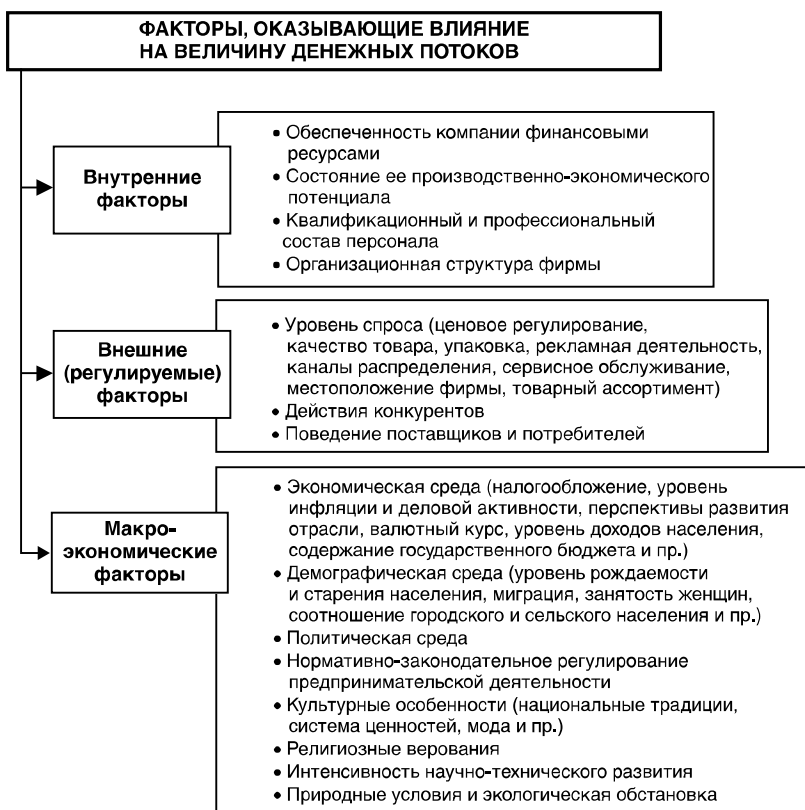 ФАКТОРЫ, ОКАЗЫВАЮЩИЕ ВЛИЯНИЕ
НА ВЕЛИЧИНУ ДЕНЕЖНЫХ ПОТОКОВ
Внутренние
факторы
• Обеспеченность компании финансовыми
ресурсами
• Состояние ее производственно-экономического
потенциала
• Квалификационный и профессиональный
состав персонала
• Организационная структура фирмы
Внешние
(регулируемые)
факторы
• Уровень спроса (ценовое регулирование,
качество товара, упаковка, рекламная деятельность,
каналы распределения, сервисное обслуживание,
местоположение фирмы, товарный ассортимент)
• Действия конкурентов
• Поведение поставщиков и потребителей
Макро-
экономические
факторы
• Экономическая среда (налогообложение, уровень
инфляции и деловой активности, перспективы развития
отрасли, валютный курс, уровень доходов населения,
содержание государственного бюджета и пр.)
• Демографическая среда (уровень рождаемости
и старения населения, миграция, занятость женщин,
соотношение городского и сельского населения и пр.)
• Политическая среда
• Нормативно-законодательное регулирование
предпринимательской деятельности
• Культурные особенности (национальные традиции,
система ценностей, мода и пр.)
• Религиозные верования
• Интенсивность научно-технического развития
• Природные условия и экологическая обстановка